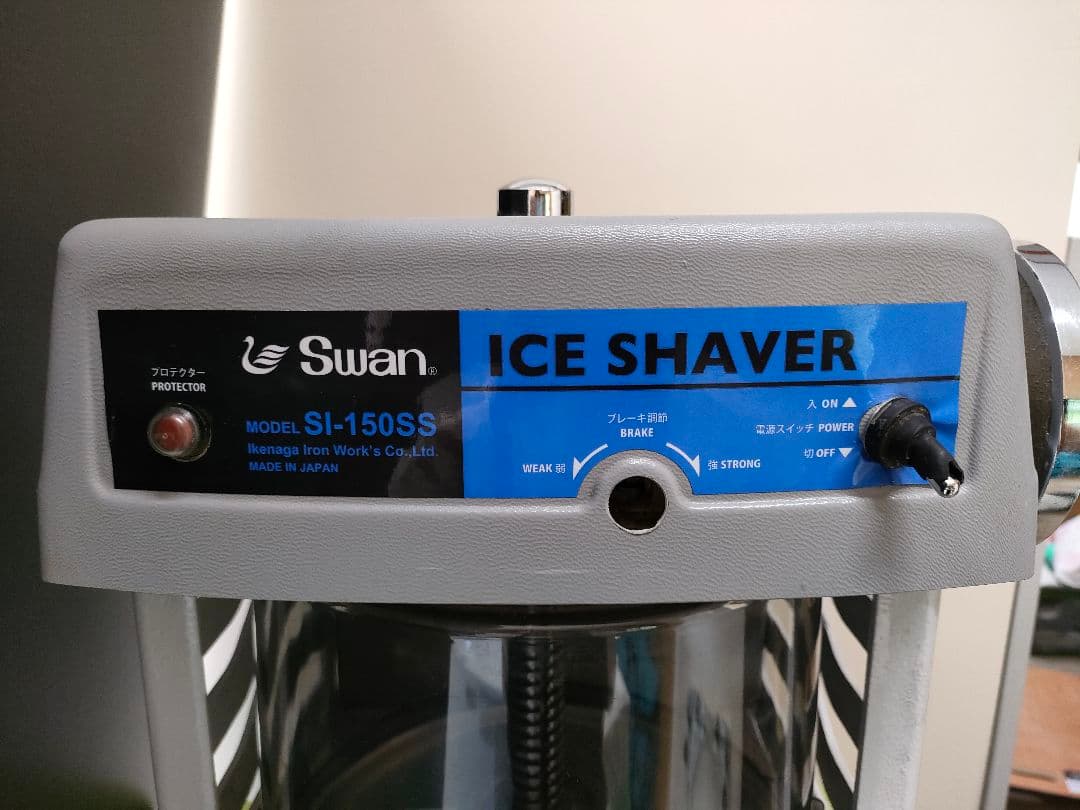 プロテクター
PROTECTOR
Swan®
MODEL SI-150SS
Ikenaga Iron Work's Co.,Ltd.
MADE IN JAPAN
ICE SHAVER
ブレーキ調節
BRAKE
WEAK 弱
強 STRONG
入 ON ▲
電源スイッチ POWER
切 OFF ▼